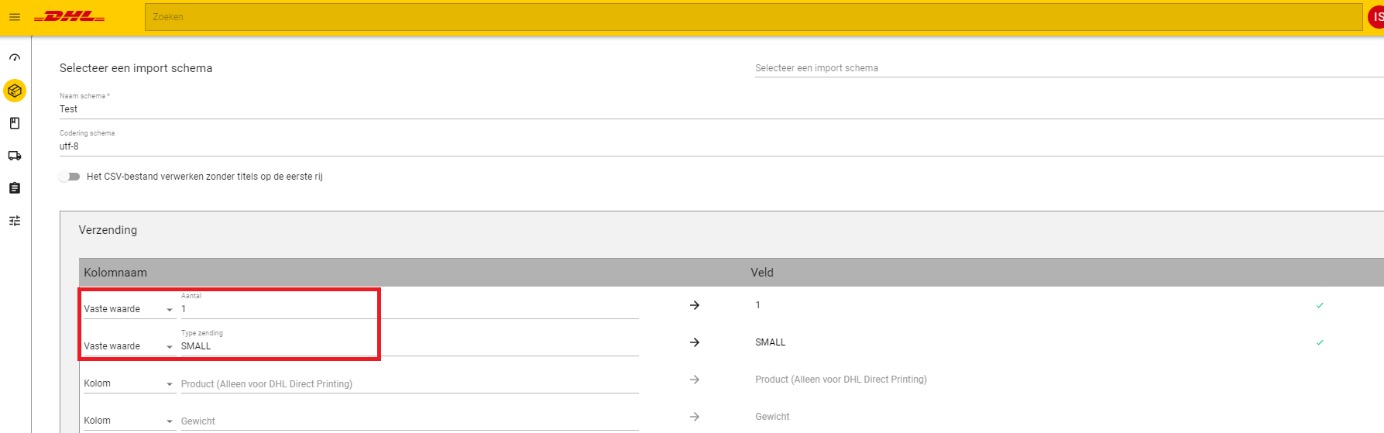 DHL
Zoeken
IS
Selecteer een import schema
Selecteer een import schema
Naam schema *
Test
Codering schema
utf-8
Het CSV-bestand verwerken zonder titels op de eerste rij
Verzending
Kolomnaam Veld
Aantal
Vaste waarde 1 1
Type zending
Vaste waarde SMALL SMALL
Kolom Product (Alleen voor DHL Direct Printing) Product (Alleen voor DHL Direct Printing)
Kolom Gewicht Gewicht